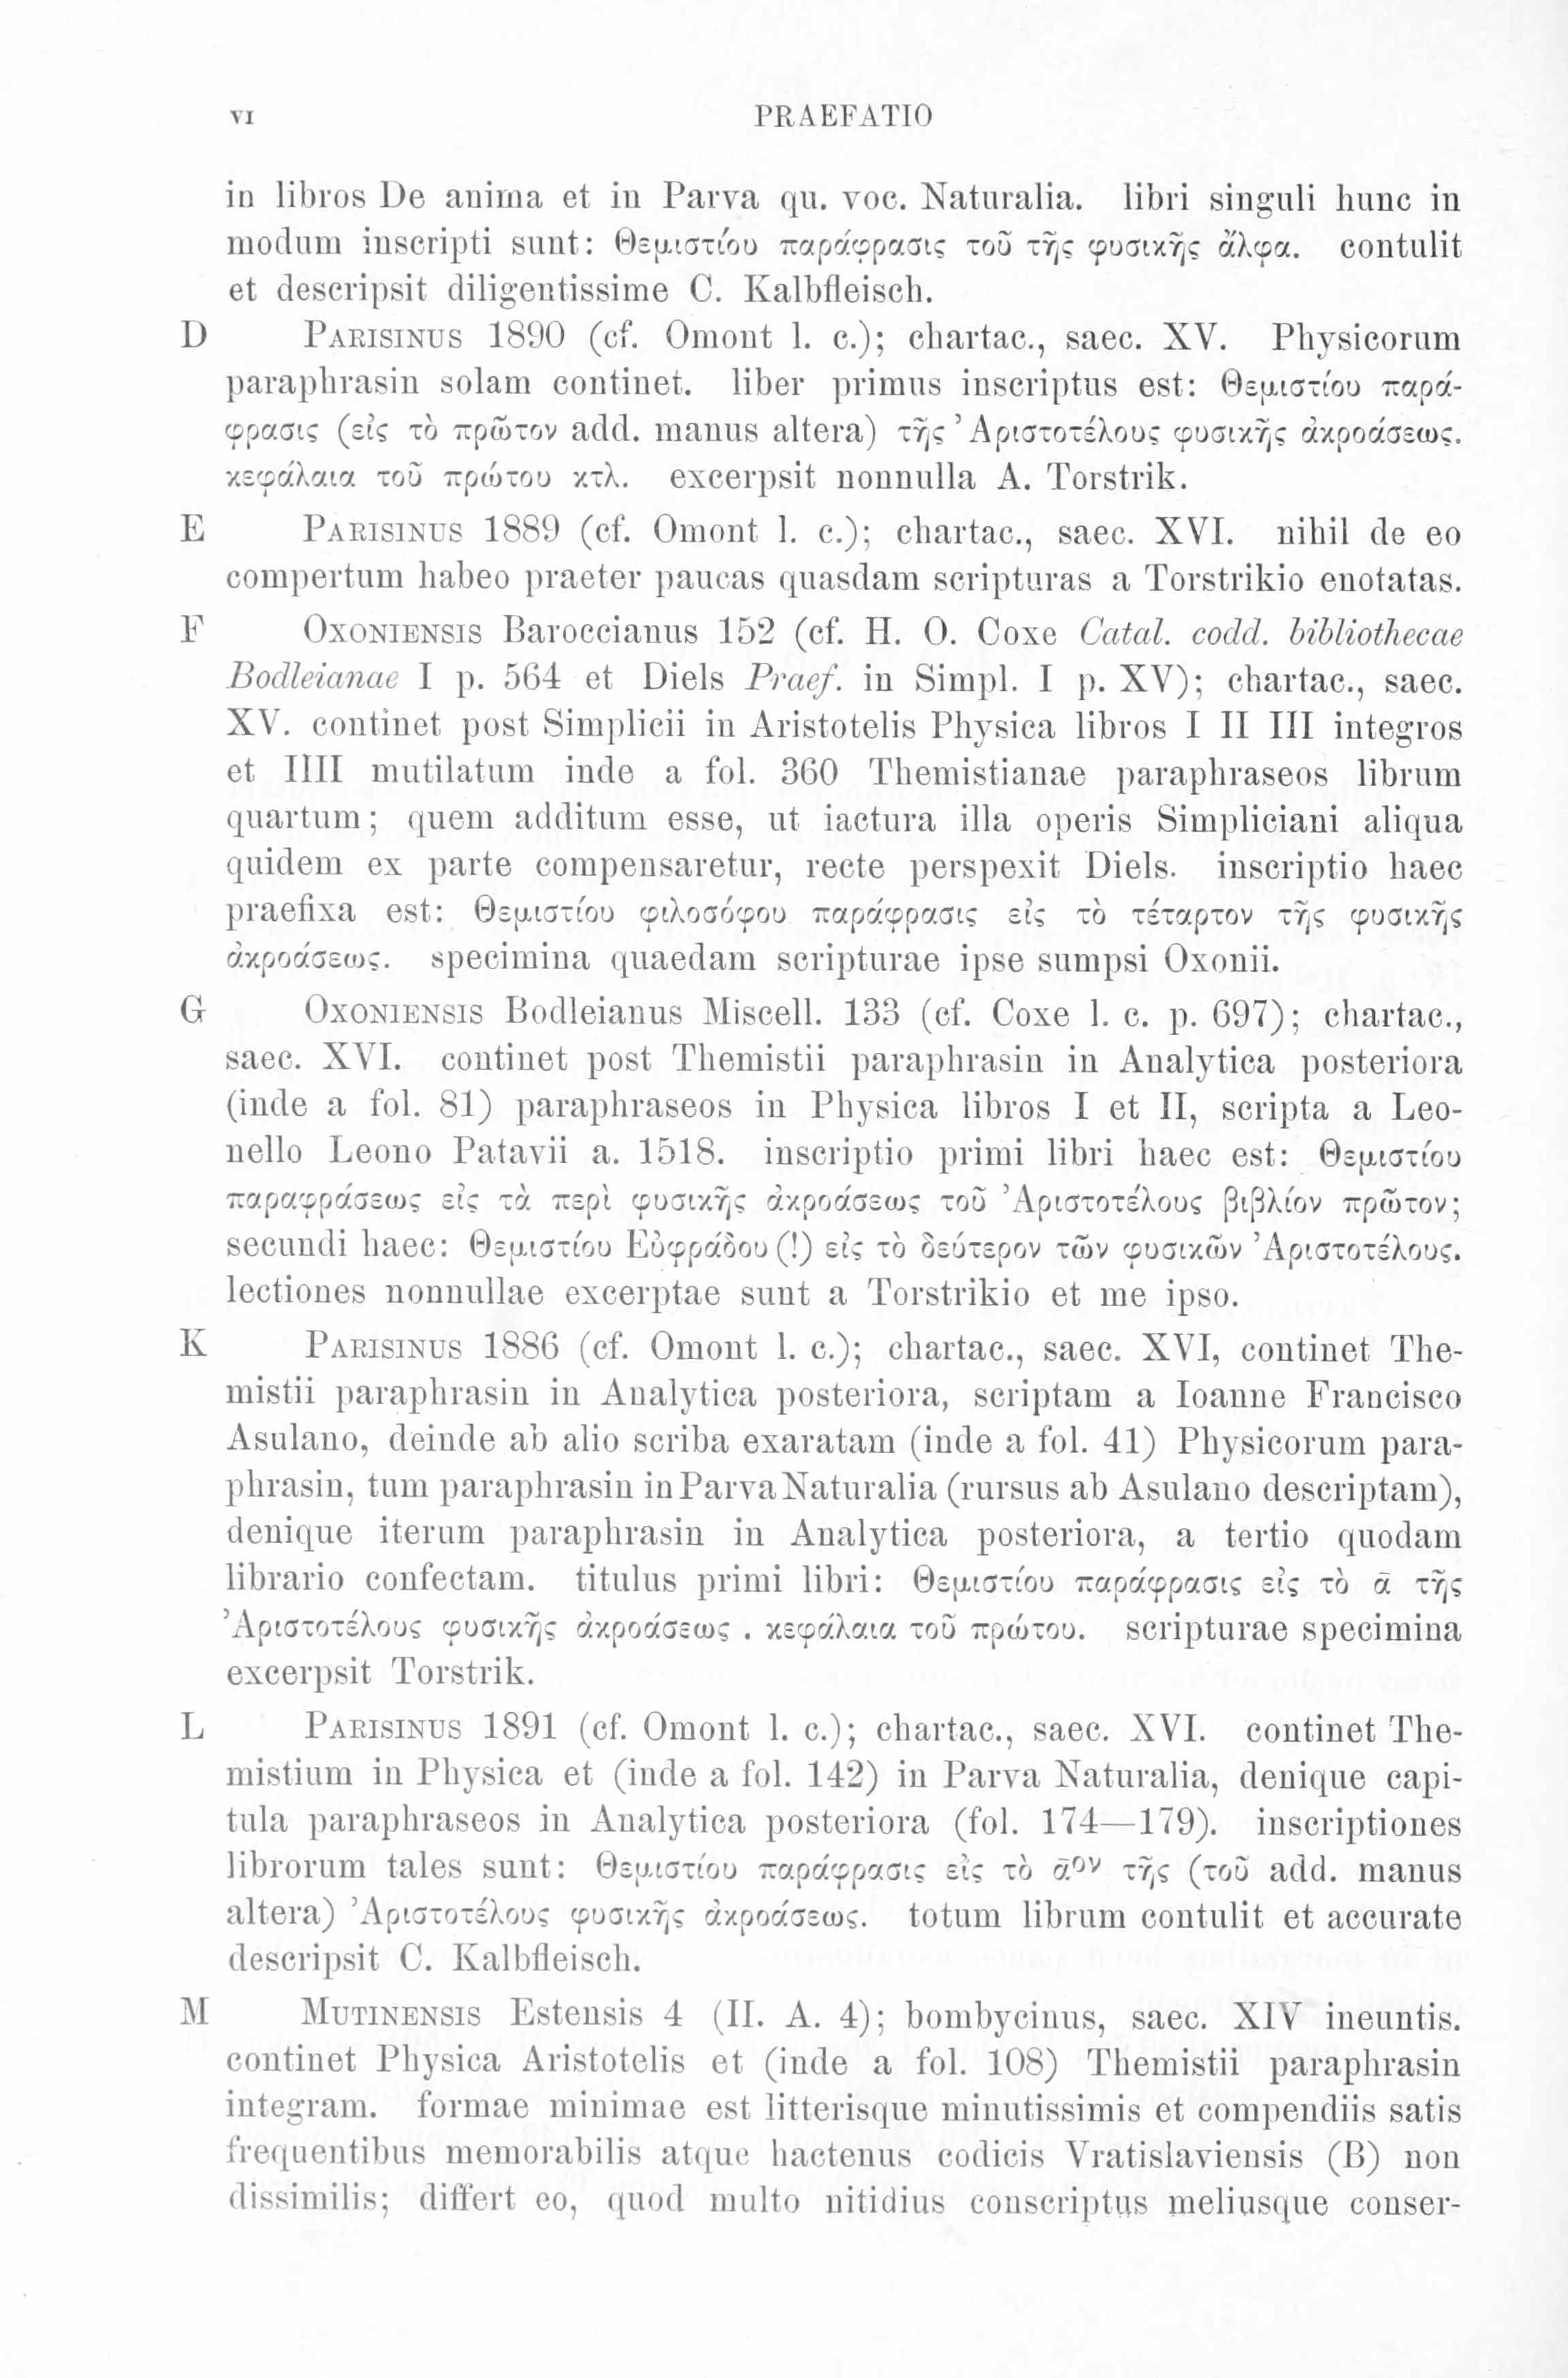 VI PRAEFATIO
in libros De anima et in Parva qu. voc. Naturalia. libri singuli hunc in
modum inscripti sunt: Θεμιστίου παράφρασις τοῦ τῆς φυσικῆς ἄλφα. contulit
et descripsit diligentissime C. Kalbfleisch.
D Parisinus 1890 (cf. Omont l. c.); chartac., saec. XV. Physicorum
paraphrasin solam continet. liber primus inscriptus est: Θεμιστίου παρά-
φρασις (εἰς τὸ πρῶτον add. manus altera) τῆς ᾿Αριστοτέλους φυσικῆς ἀκροάσεως.
κεφάλαια τοῦ πρώτου κτλ. excerpsit nonnulla A. Torstrik.
E Parisinus 1889 (cf. Omont l. c.); chartac., saec. XVI. nihil de eo
compertum habeo praeter paucas quasdam scripturas a Torstrikio enotatas.
F Oxoniensis Baroccianus 152 (cf. H. O. Coxe Catal. codd. bibliothecae
Bodleianae I p. 564 et Diels Praef. in Simpl. I p. XV); chartac., saec.
XV. continet post Simplicii in Aristotelis Physica libros I II III integros
et IIII mutilatum inde a fol. 360 Themistianae paraphraseos librum
quartum; quem additum esse, ut iactura illa operis Simpliciani aliqua
quidem ex parte compensaretur, recte perspexit Diels. inscriptio haec
praefixa est: Θεμιστίου φιλοσόφου παράφρασις εἰς τὸ τέταρτον τῆς φυσικῆς
ἀκροάσεως. specimina quaedam scripturae ipse sumpsi Oxonii.
G Oxoniensis Bodleianus Miscell. 133 (cf. Coxe l. c. p. 697); chartac.,
saec. XVI. continet post Themistii paraphrasin in Analytica posteriora
(inde a fol. 81) paraphraseos in Physica libros I et II, scripta a Leo-
nello Leono Patavii a. 1518. inscriptio primi libri haec est: Θεμιστίου
παραφράσεως εἰς τὰ περὶ φυσικῆς ἀκροάσεως τοῦ ᾿Αριστοτέλους βιβλίον πρῶτον;
secundi haec: Θεμιστίου Εὐφράδου (!) εἰς τὸ δεύτερον τῶν φυσικῶν ᾿Αριστοτέλους.
lectiones nonnullae excerptae sunt a Torstrikio et me ipso.
K Parisinus 1886 (cf. Omont l. c.); chartac., saec. XVI, continet The-
mistii paraphrasin in Analytica posteriora, scriptam a Ioanne Francisco
Asulano, deinde ab alio scriba exaratam (inde a fol. 41) Physicorum para-
phrasin, tum paraphrasin in Parva Naturalia (rursus ab Asulano descriptam),
denique iterum paraphrasin in Analytica posteriora, a tertio quodam
librario confectam. titulus primi libri: Θεμιστίου παράφρασις εἰς τὸ ᾱ τῆς
᾿Αριστοτέλους φυσικῆς ἀκροάσεως . κεφάλαια τοῦ πρώτου. scripturae specimina
excerpsit Torstrik.
L Parisinus 1891 (cf. Omont l. c.); chartac., saec. XVI. continet The-
mistium in Physica et (inde a fol. 142) in Parva Naturalia, denique capi-
tula paraphraseos in Analytica posteriora (fol. 174—179). inscriptiones
librorum tales sunt: Θεμιστίου παράφρασις εἰς τὸ ᾱον τῆς (τοῦ add. manus
altera) ᾿Αριστοτέλους φυσικῆς ἀκροάσεως. totum librum contulit et accurate
descripsit C. Kalbfleisch.
M Mutinensis Estensis 4 (II. A. 4); bombycinus, saec. XIV ineuntis.
continet Physica Aristotelis et (inde a fol. 108) Themistii paraphrasin
integram. formae minimae est litterisque minutissimis et compendiis satis
frequentibus memorabilis atque hactenus codicis Vratislaviensis (B) non
dissimilis; differt eo, quod multo nitidius conscriptus meliusque conser-